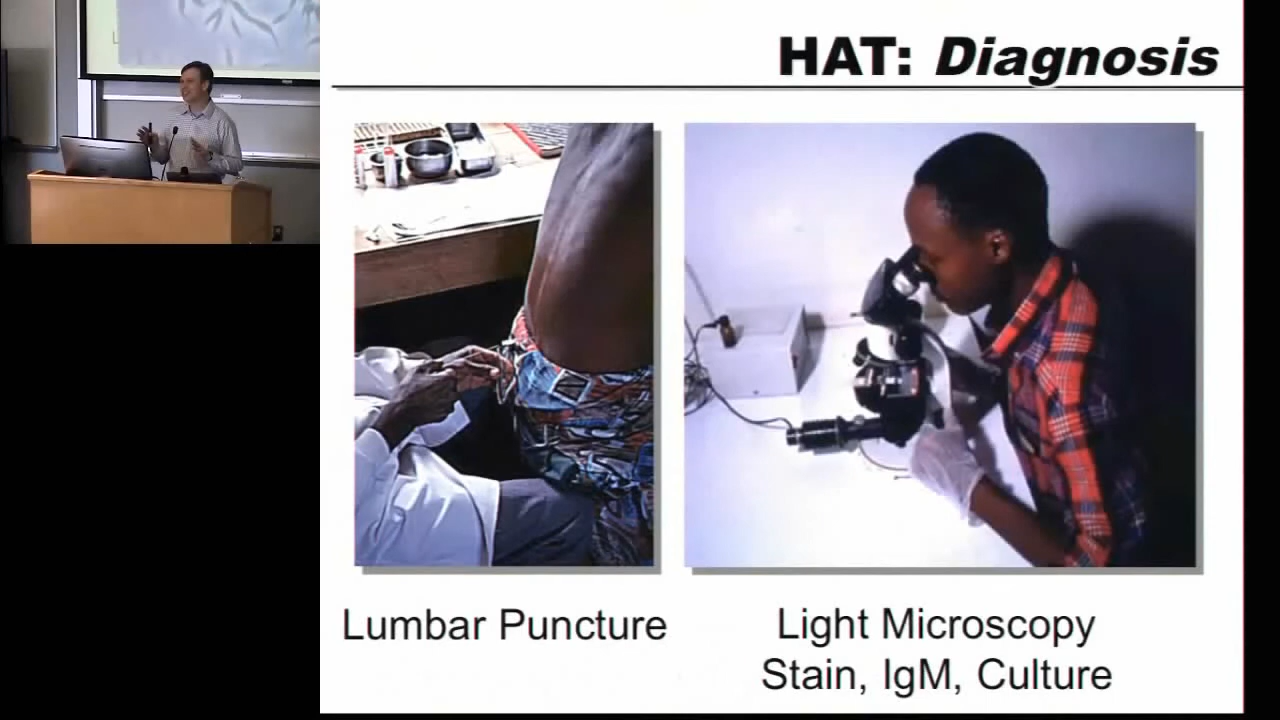 HAT: Diagnosis
Lumbar Puncture
Light Microscopy
Stain, IgM, Culture